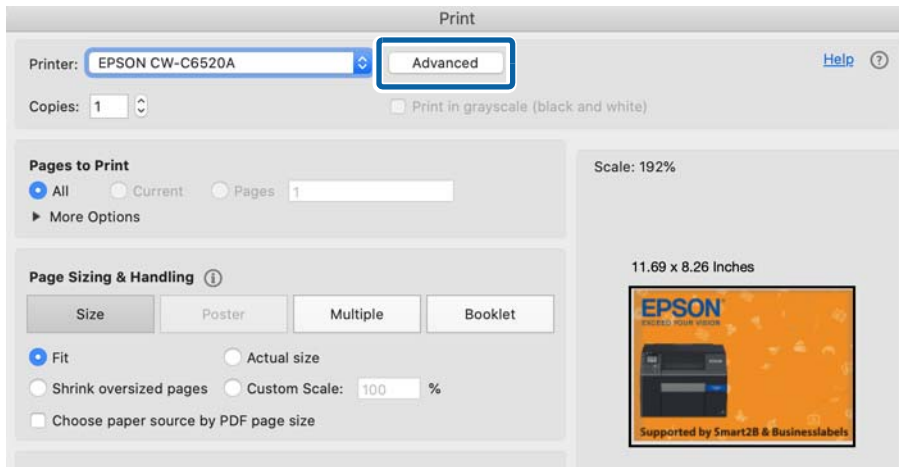 Print
Printer: EPSON CW-C6520A Advanced Help ?
Copies: 1 Print in grayscale (black and white)
Pages to Print
All Current Pages 1
More Options
Scale: 192%
Page Sizing & Handling i
Size Poster Multiple Booklet
Fit Actual size
Shrink oversized pages Custom Scale: 100 %
Choose paper source by PDF page size
11.69 x 8.26 Inches
EPSON
EXCEED YOUR VISION
Supported by Smart2B & Businesslabels